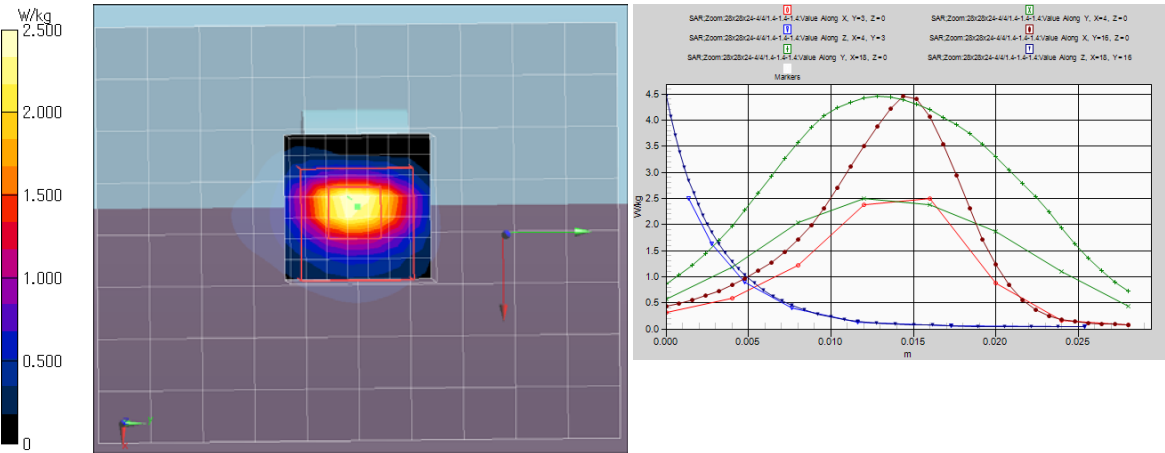 W/kg
2.500
2.000
1.500
1.000
0.500
0
SAR;Zoom:28x28x24-4/4/1.4-1.4-1.4:Value Along X, Y=3, Z=0
SAR;Zoom:28x28x24-4/4/1.4-1.4-1.4:Value Along Y, X=4, Z=0
SAR;Zoom:28x28x24-4/4/1.4-1.4-1.4:Value Along Z, X=4, Y=3
SAR;Zoom:28x28x24-4/4/1.4-1.4-1.4:Value Along X, Y=16, Z=0
SAR;Zoom:28x28x24-4/4/1.4-1.4-1.4:Value Along Y, X=18, Z=0
SAR;Zoom:28x28x24-4/4/1.4-1.4-1.4:Value Along Z, X=18, Y=16
Markers
W/kg
4.5
4.0
3.5
3.0
2.5
2.0
1.5
1.0
0.5
0.0
0.000 0.005 0.010 0.015 0.020 0.025
m